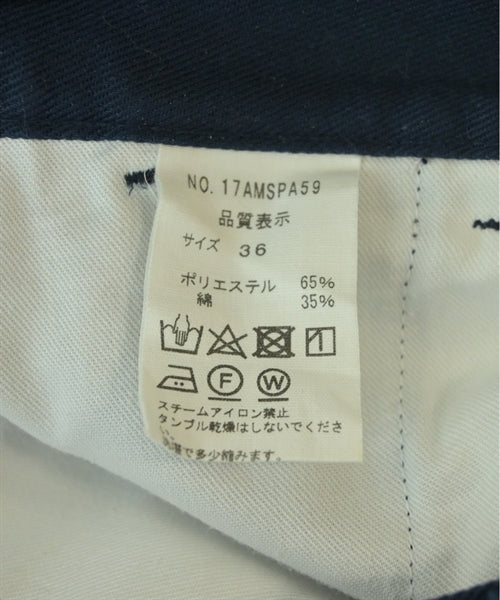 NO. 17AMSPA59
品質表示
サイズ 36
ポリエステル 65%
綿 35%
F W
スチームアイロン禁止
タンブル乾燥はしないでくださ
い。
で多少縮みます。